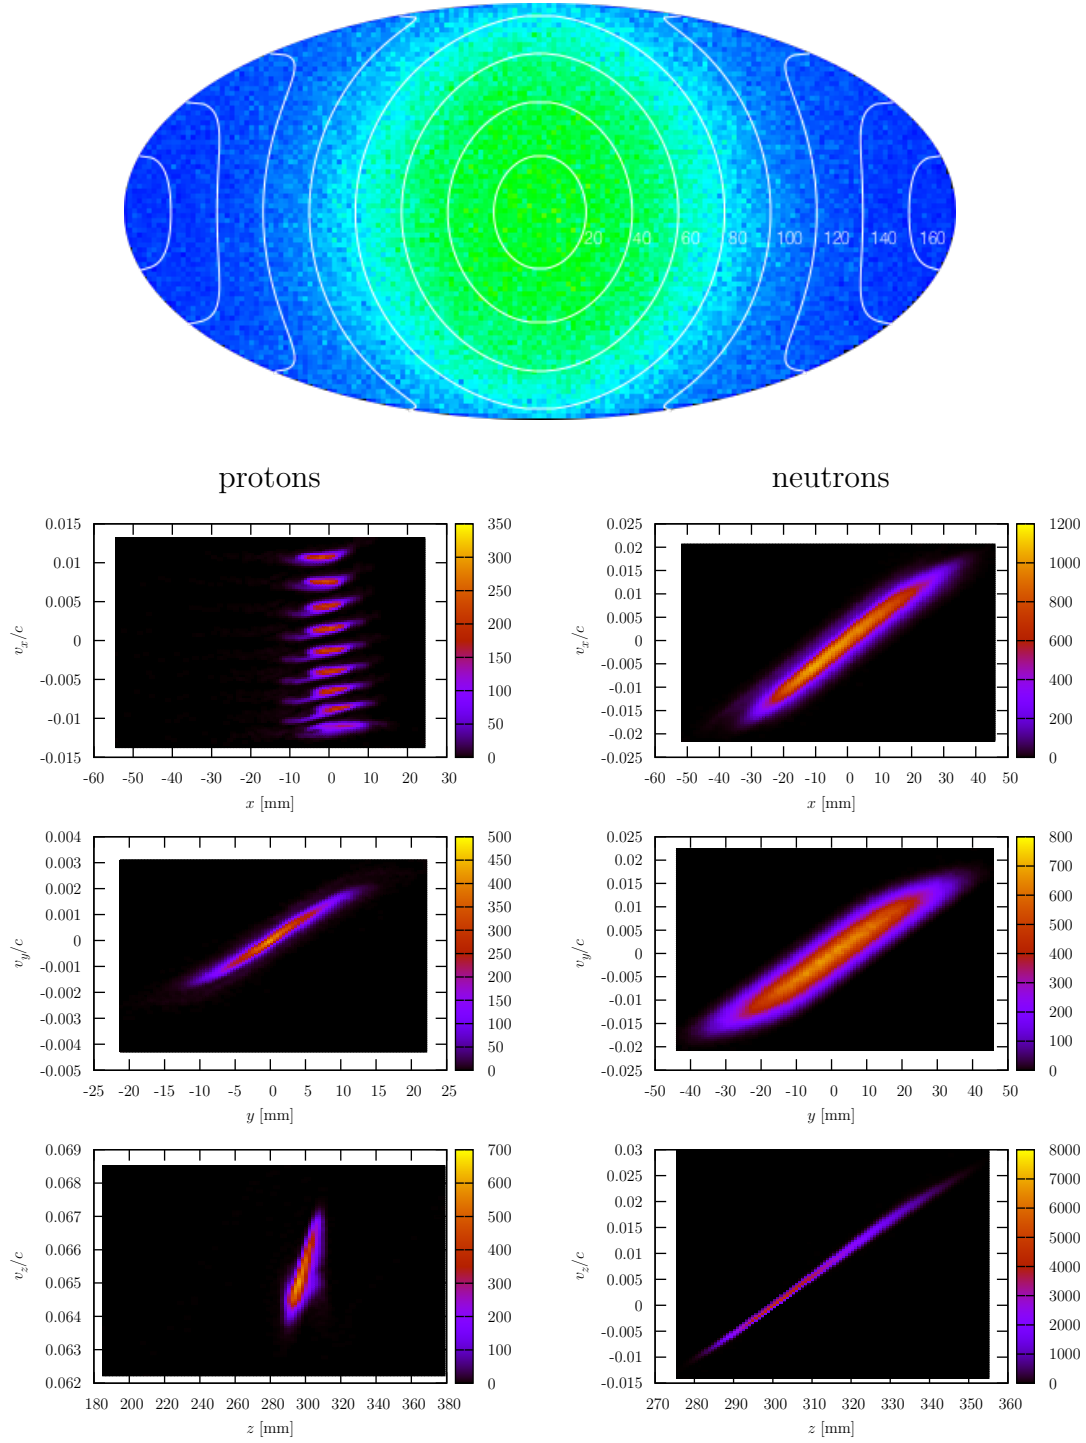 20 40 60 80 100 120 140 160
protons neutrons
0.015 0.01 0.005 0 -0.005 -0.01 -0.015
v_x/c
-60 -50 -40 -30 -20 -10 0 10 20 30
x [mm]
350 300 250 200 150 100 50 0
0.025 0.02 0.015 0.01 0.005 0 -0.005 -0.01 -0.015 -0.02 -0.025
v_x/c
-60 -50 -40 -30 -20 -10 0 10 20 30 40 50
x [mm]
1200 1000 800 600 400 200 0
0.004 0.003 0.002 0.001 0 -0.001 -0.002 -0.003 -0.004 -0.005
v_y/c
-25 -20 -15 -10 -5 0 5 10 15 20 25
y [mm]
500 450 400 350 300 250 200 150 100 50 0
0.025 0.02 0.015 0.01 0.005 0 -0.005 -0.01 -0.015 -0.02 -0.025
v_y/c
-50 -40 -30 -20 -10 0 10 20 30 40 50
y [mm]
800 700 600 500 400 300 200 100 0
0.069 0.068 0.067 0.066 0.065 0.064 0.063 0.062
v_z/c
180 200 220 240 260 280 300 320 340 360 380
z [mm]
700 600 500 400 300 200 100 0
0.03 0.025 0.02 0.015 0.01 0.005 0 -0.005 -0.01 -0.015
v_z/c
270 280 290 300 310 320 330 340 350 360
z [mm]
8000 7000 6000 5000 4000 3000 2000 1000 0